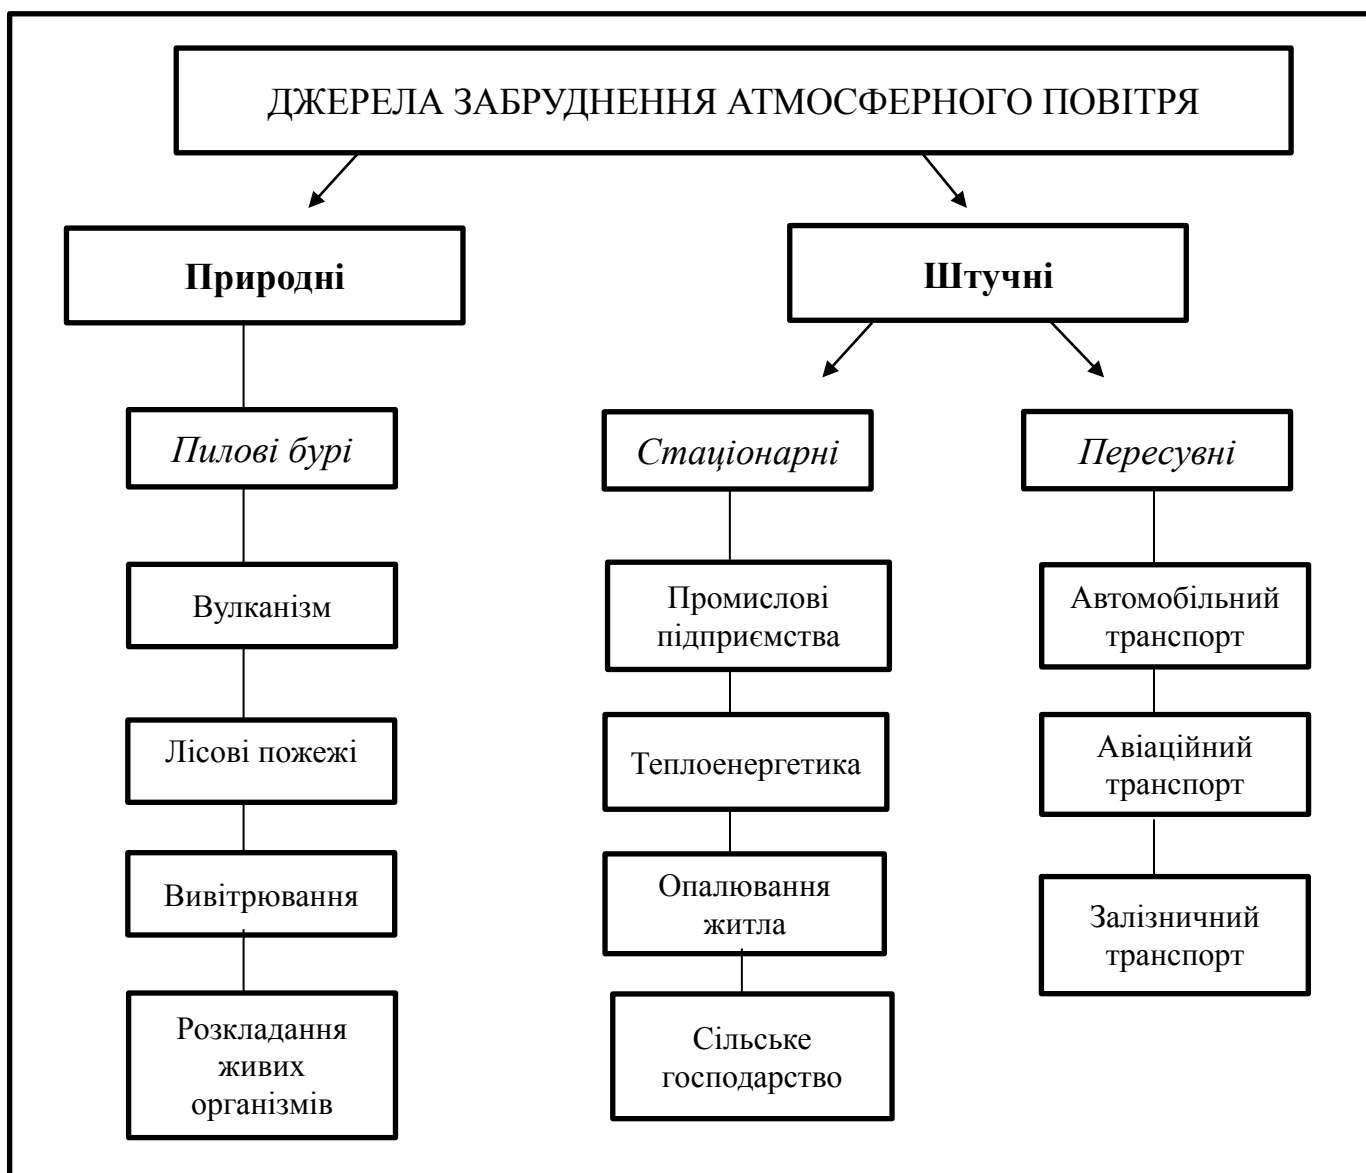 ДЖЕРЕЛА ЗАБРУДНЕННЯ АТМОСФЕРНОГО ПОВІТРЯ
Природні
Штучні
Пилові бурі
Вулканізм
Лісові пожежі
Вивітрювання
Розкладання
живих
організмів
Стаціонарні
Промислові
підприємства
Теплоенергетика
Опалювання
житла
Сільське
господарство
Пересувні
Автомобільний
транспорт
Авіаційний
транспорт
Залізничний
транспорт